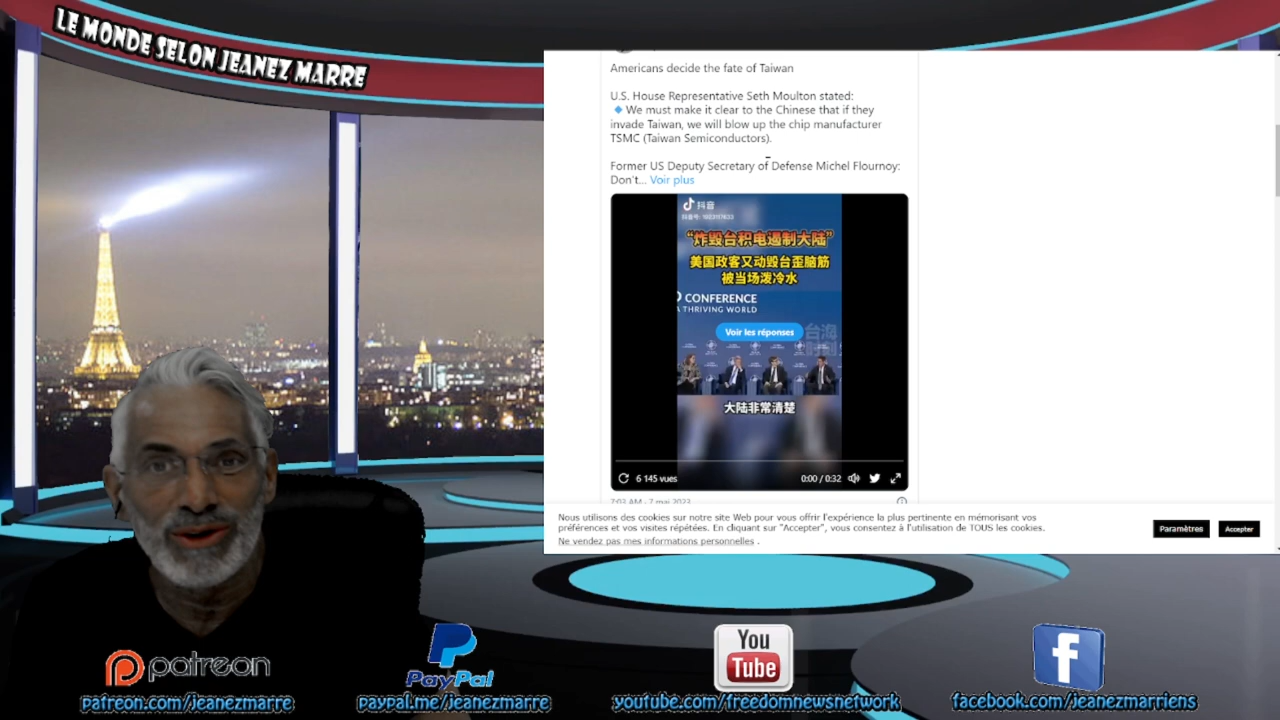 LE MONDE SELON JEANEZ MARRE
Americans decide the fate of Taiwan
U.S. House Representative Seth Moulton stated:
🔹We must make it clear to the Chinese that if they
invade Taiwan, we will blow up the chip manufacturer
TSMC (Taiwan Semiconductors).
Former US Deputy Secretary of Defense Michel Flournoy:
Don't... Voir plus
抖音
“炸毁台积电遏制大陆”
美国政客又动毁台歪脑筋
被当场泼冷水
CONFERENCE
A THRIVING WORLD
Voir les réponses
大陆非常清楚
6 145 vues
0:00 / 0:32
7:03 AM · 7 mai 2023
Nous utilisons des cookies sur notre site Web pour vous offrir l'expérience la plus pertinente en mémorisant vos
préférences et vos visites répétées. En cliquant sur "Accepter", vous consentez à l'utilisation de TOUS les cookies.
Ne vendez pas mes informations personnelles .
Paramètres
Accepter
patreon
patreon.com/jeanezmarre
PayPal
paypal.me/jeanezmarre
You
Tube
youtube.com/freedomnewsnetwork
f
facebook.com/jeanezmarriens